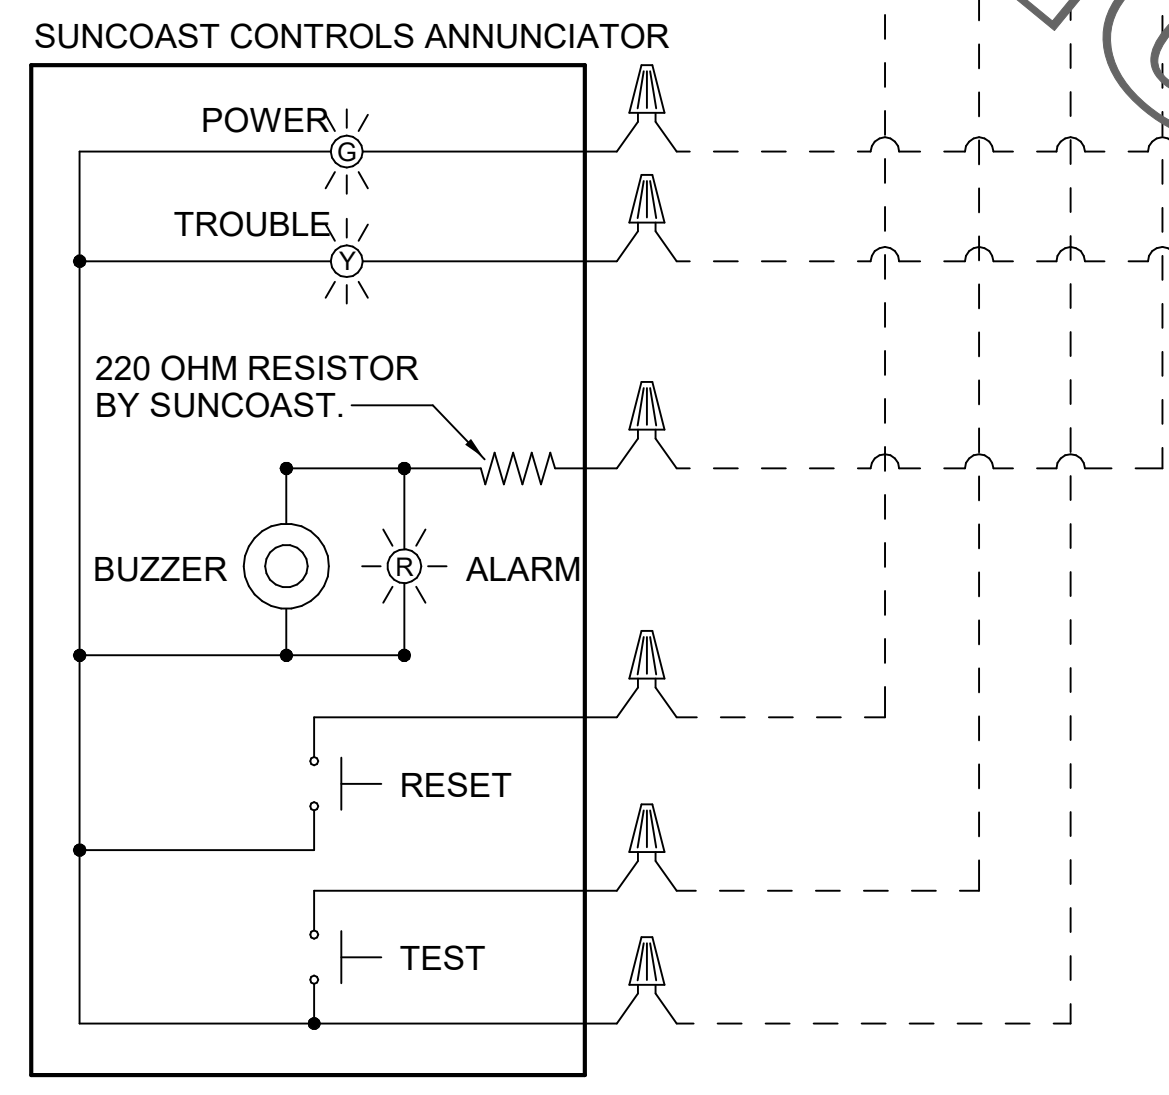 SUNCOAST CONTROLS ANNUNCIATOR
POWER
G
TROUBLE
Y
220 OHM RESISTOR
BY SUNCOAST.
BUZZER
R
ALARM
RESET
TEST